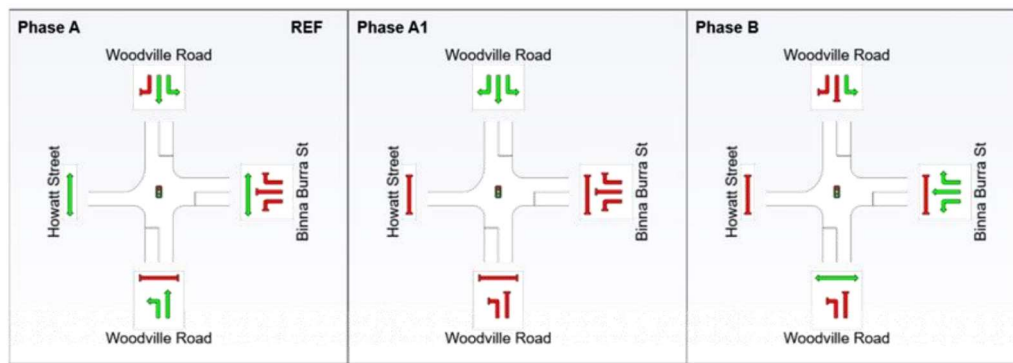 Phase A REF
Woodville Road
Howatt Street
Binna Burra St
Woodville Road
Phase A1
Woodville Road
Howatt Street
Binna Burra St
Woodville Road
Phase B
Woodville Road
Howatt Street
Binna Burra St
Woodville Road